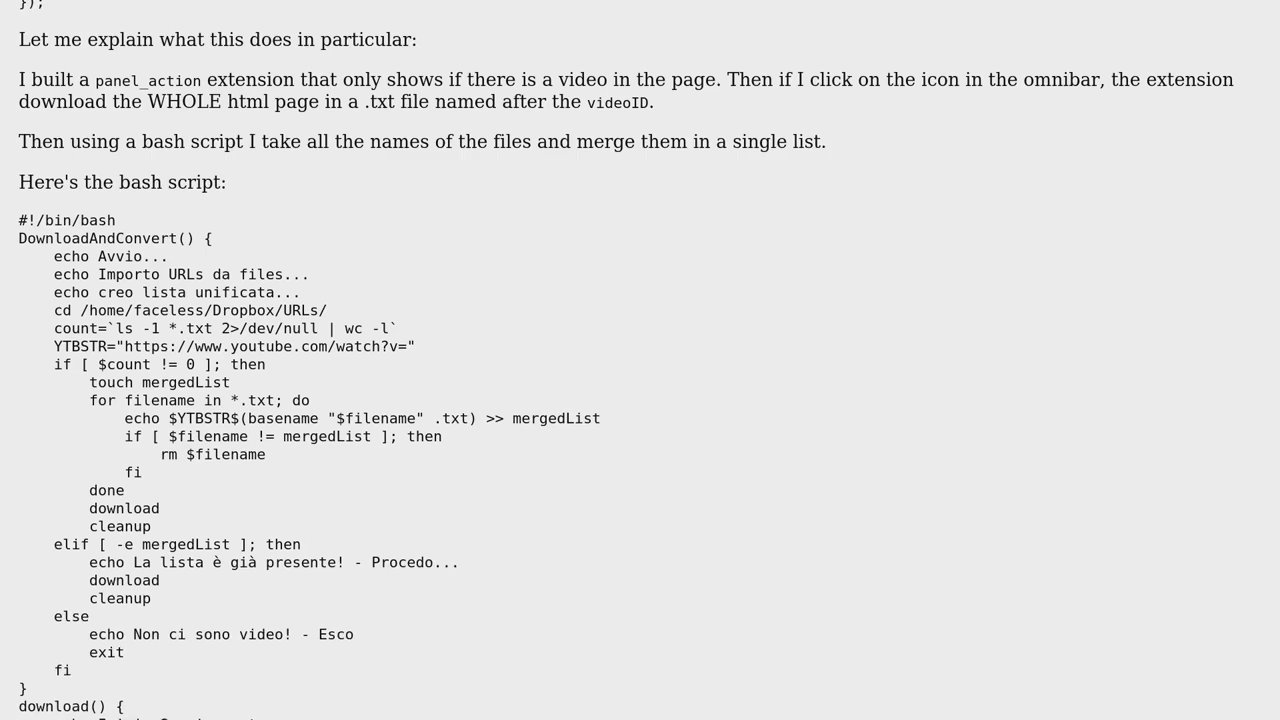 });
Let me explain what this does in particular:
I built a panel_action extension that only shows if there is a video in the page. Then if I click on the icon in the omnibar, the extension
download the WHOLE html page in a .txt file named after the videoID.
Then using a bash script I take all the names of the files and merge them in a single list.
Here's the bash script:
#!/bin/bash
DownloadAndConvert() {
    echo Avvio...
    echo Importo URLs da files...
    echo creo lista unificata...
    cd /home/faceless/Dropbox/URLs/
    count=`ls -1 *.txt 2>/dev/null | wc -l`
    YTBSTR="https://www.youtube.com/watch?v="
    if [ $count != 0 ]; then
        touch mergedList
        for filename in *.txt; do
            echo $YTBSTR$(basename "$filename" .txt) >> mergedList
            if [ $filename != mergedList ]; then
                rm $filename
            fi
        done
        download
        cleanup
    elif [ -e mergedList ]; then
        echo La lista è già presente! - Procedo...
        download
        cleanup
    else
        echo Non ci sono video! - Esco
        exit
    fi
}
download() {